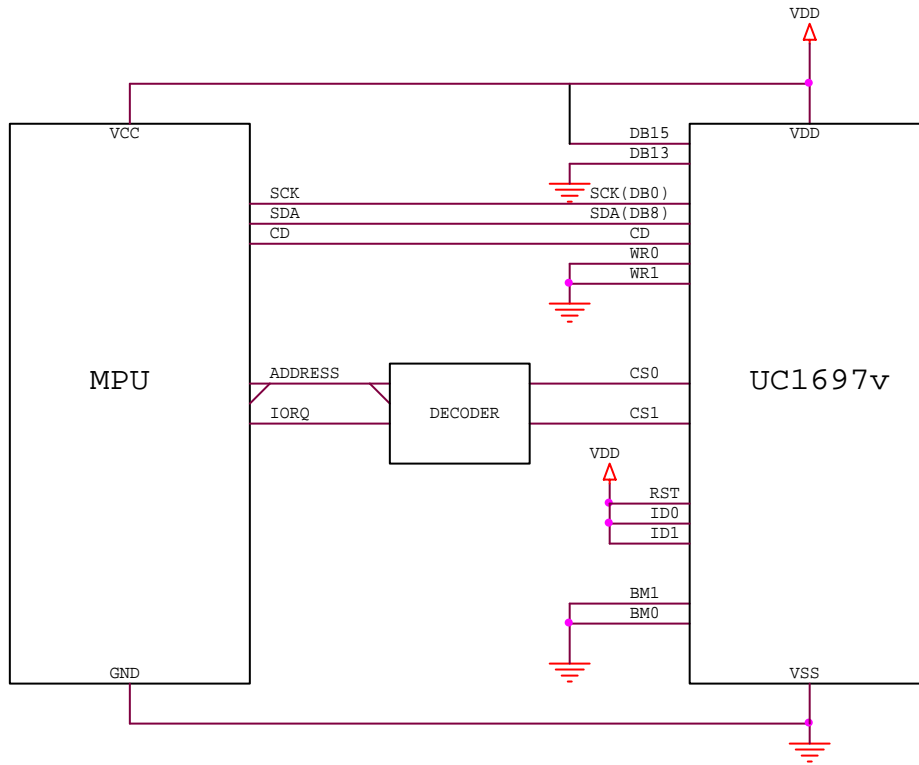 VDD
VCC
VDD
DB15
DB13
SCK
SCK(DB0)
SDA
SDA(DB8)
CD
CD
WR0
WR1
MPU
UC1697v
ADDRESS
CS0
IORQ
DECODER
CS1
VDD
RST
ID0
ID1
BM1
BM0
GND
VSS